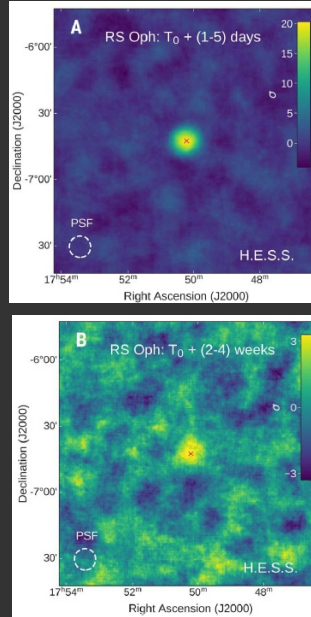 A
RS Oph: T₀ + (1-5) days
20
15
10
5
0
σ
-6°00'
30'
-7°00'
30'
Declination (J2000)
PSF
H.E.S.S.
17ʰ54ᵐ 52ᵐ 50ᵐ 48ᵐ
Right Ascension (J2000)
B
RS Oph: T₀ + (2-4) weeks
3
0
−3
σ
-6°00'
30'
-7°00'
30'
Declination (J2000)
PSF
H.E.S.S.
17ʰ54ᵐ 52ᵐ 50ᵐ 48ᵐ
Right Ascension (J2000)